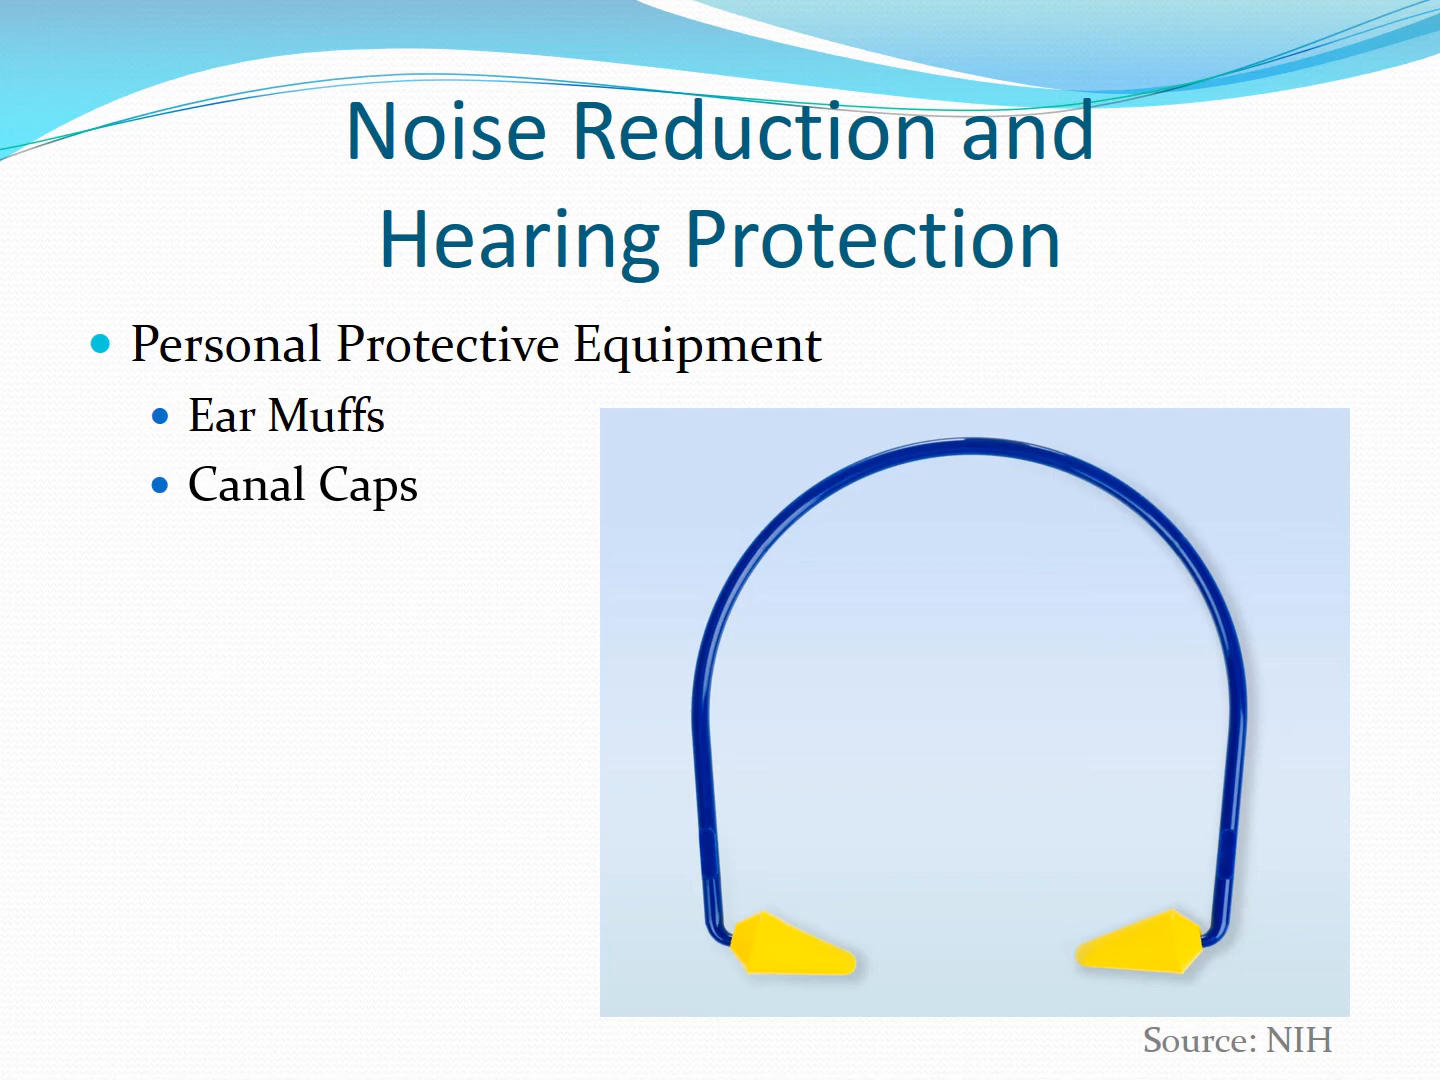 Noise Reduction and
Hearing Protection
Personal Protective Equipment
Ear Muffs
Canal Caps
Source: NIH